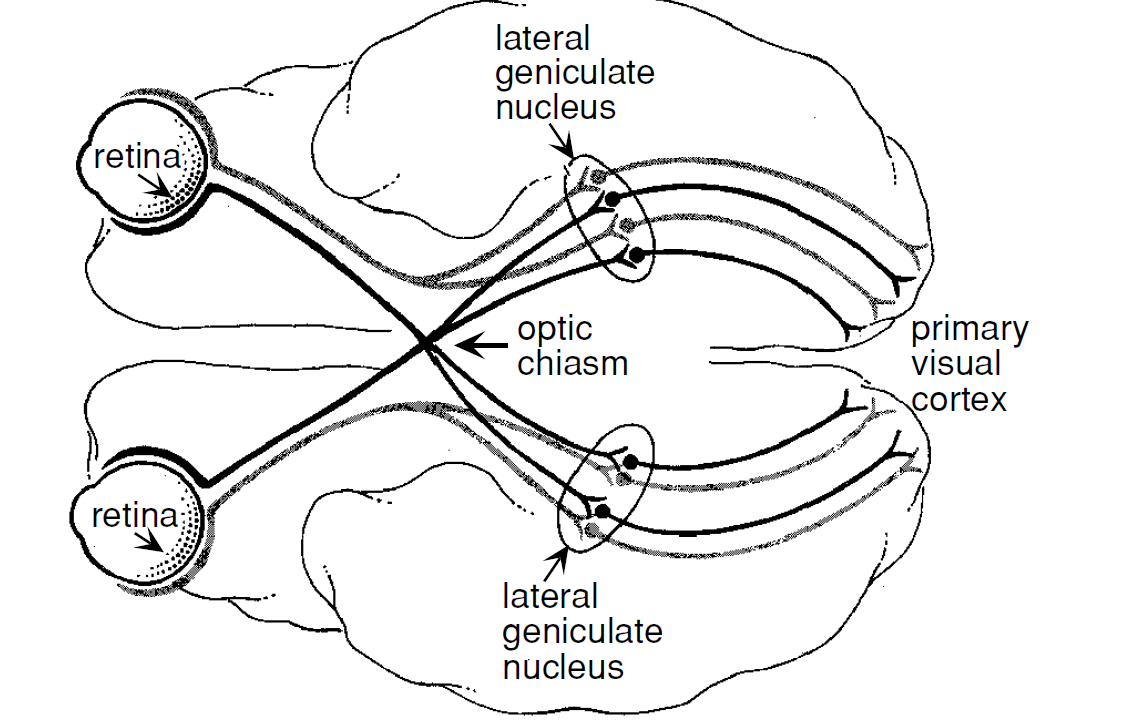 lateral
geniculate
nucleus
retina
optic
chiasm
primary
visual
cortex
retina
lateral
geniculate
nucleus